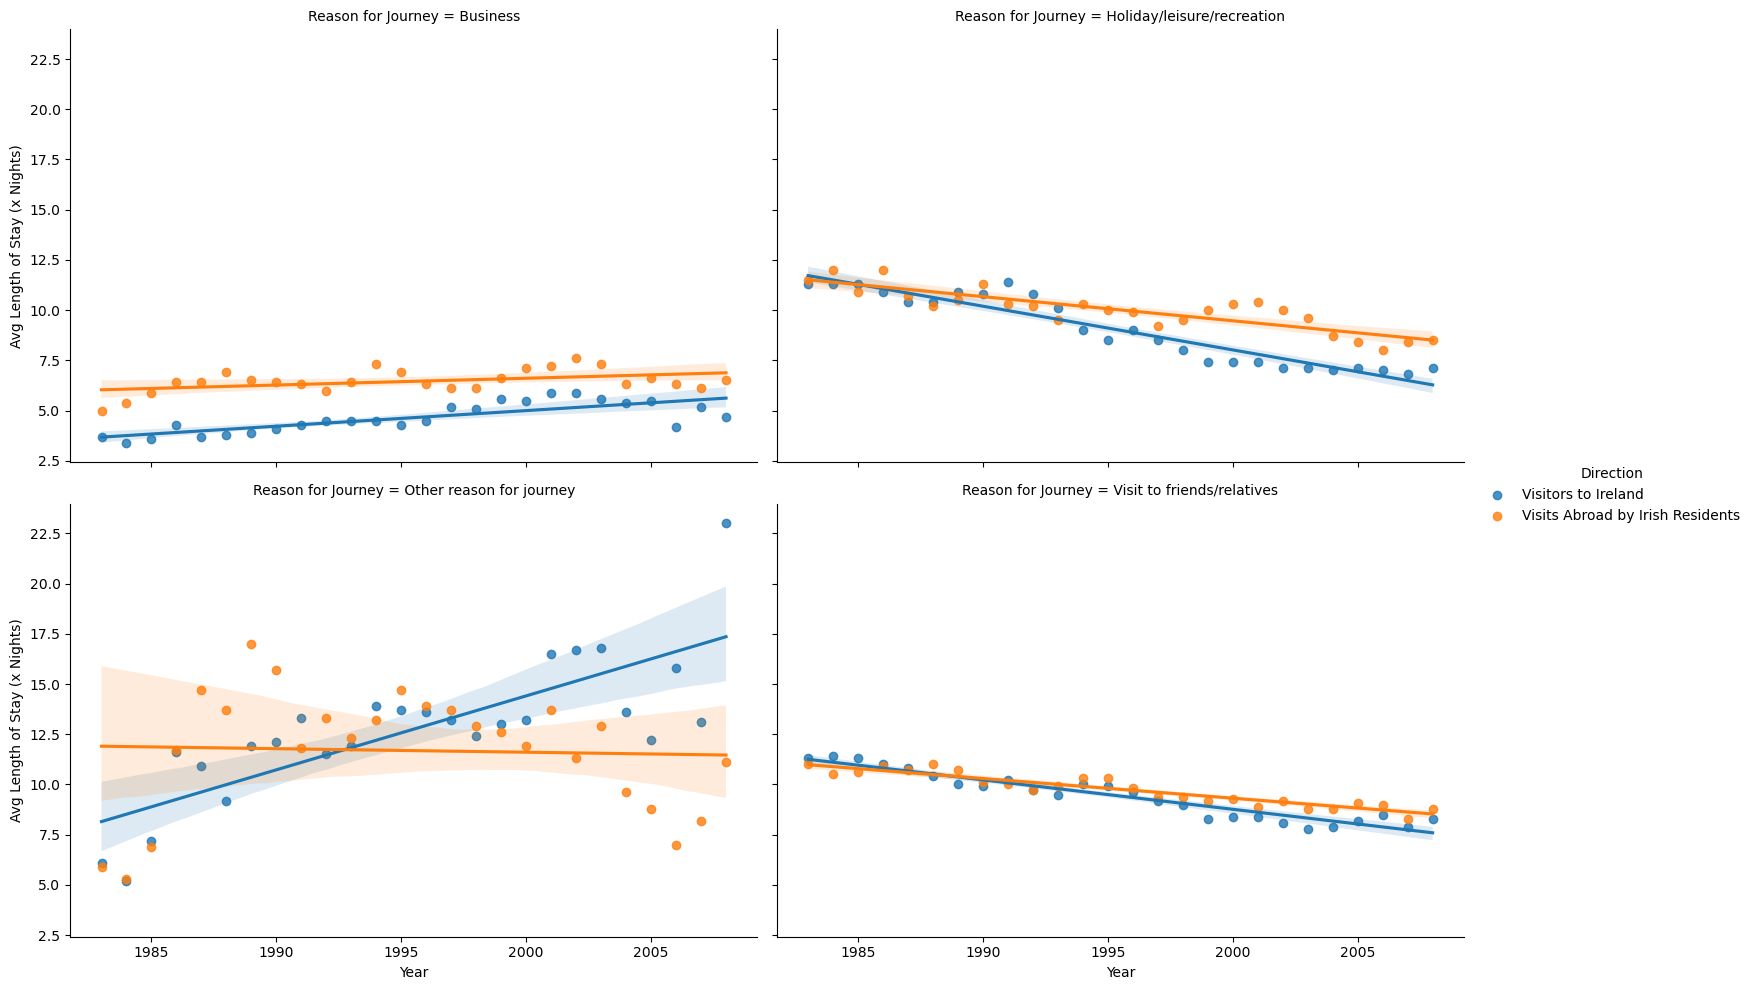 Reason for Journey = Business
Reason for Journey = Holiday/leisure/recreation
22.5
20.0
17.5
15.0
12.5
10.0
7.5
5.0
2.5
Avg Length of Stay (x Nights)
Reason for Journey = Other reason for journey
Reason for Journey = Visit to friends/relatives
22.5
20.0
17.5
15.0
12.5
10.0
7.5
5.0
2.5
Avg Length of Stay (x Nights)
1985 1990 1995 2000 2005
Year
1985 1990 1995 2000 2005
Year
Direction
Visitors to Ireland
Visits Abroad by Irish Residents